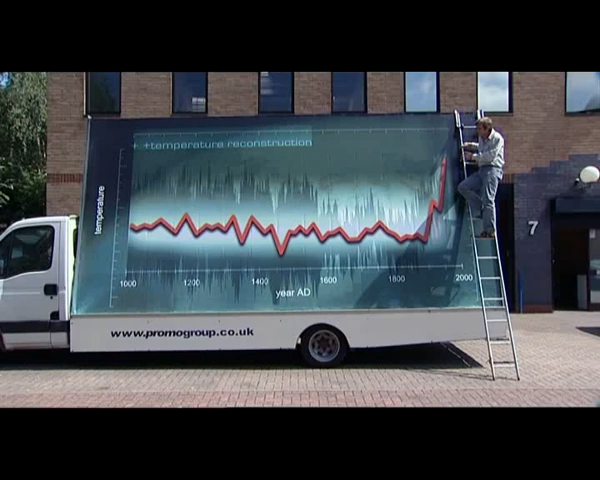 + +temperature reconstruction
temperature
1000 1200 1400 1600 1800 2000
year AD
7
www.promogroup.co.uk